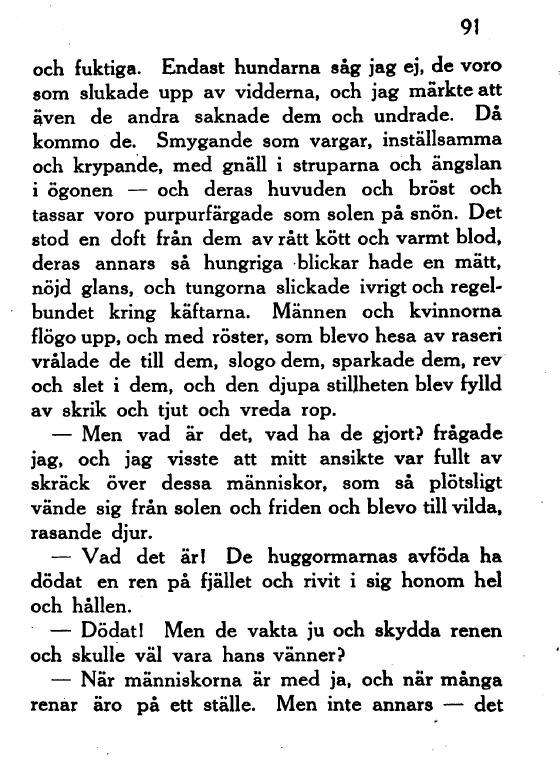 91
och fuktiga. Endast hundarna såg jag ej, de voro
som slukade upp av vidderna, och jag märkte att
även de andra saknade dem och undrade. Då
kommo de. Smygande som vargar, inställsamma
och krypande, med gnäll i struparna och ängslan
i ögonen — och deras huvuden och bröst och
tassar voro purpurfärgade som solen på snön. Det
stod en doft från dem av rått kött och varmt blod,
deras annars så hungriga blickar hade en mätt,
nöjd glans, och tungorna slickade ivrigt och regel-
bundet kring käftarna. Männen och kvinnorna
flögo upp, och med röster, som blevo hesa av raseri
vrålade de till dem, slogo dem, sparkade dem, rev
och slet i dem, och den djupa stillheten blev fylld
av skrik och tjut och vreda rop.
— Men vad är det, vad ha de gjort? frågade
jag, och jag visste att mitt ansikte var fullt av
skräck över dessa människor, som så plötsligt
vände sig från solen och friden och blevo till vilda,
rasande djur.
— Vad det är! De huggormarnas avföda ha
dödat en ren på fjället och rivit i sig honom hel
och hållen.
— Dödat! Men de vakta ju och skydda renen
och skulle väl vara hans vänner?
— När människorna är med ja, och när många
renar äro på ett ställe. Men inte annars — det